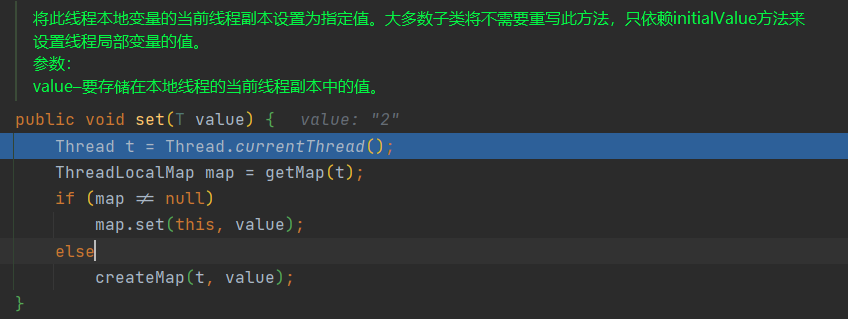 将此线程本地变量的当前线程副本设置为指定值。大多数子类将不需要重写此方法，只依赖initialValue方法来
设置线程局部变量的值。
参数：
value–要存储在本地线程的当前线程副本中的值。
public void set(T value) {   value: "2"
    Thread t = Thread.currentThread();
    ThreadLocalMap map = getMap(t);
    if (map ≠ null)
        map.set(this, value);
    else
        createMap(t, value);
}